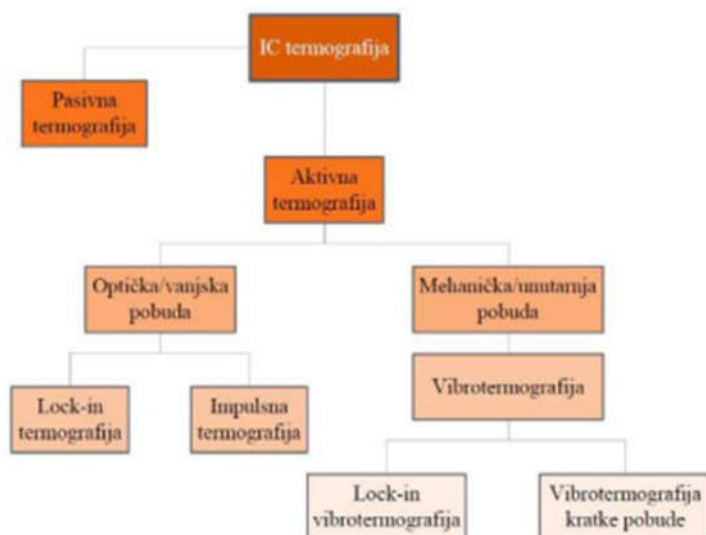 IC termografija
Pasivna
termografija
Aktivna
termografija
Optička/vanjska
pobuda
Mehanička/unutarnja
pobuda
Lock-in
termografija
Impulsna
termografija
Vibrotermografija
Lock-in
vibrotermografija
Vibrotermografija
kratke pobude